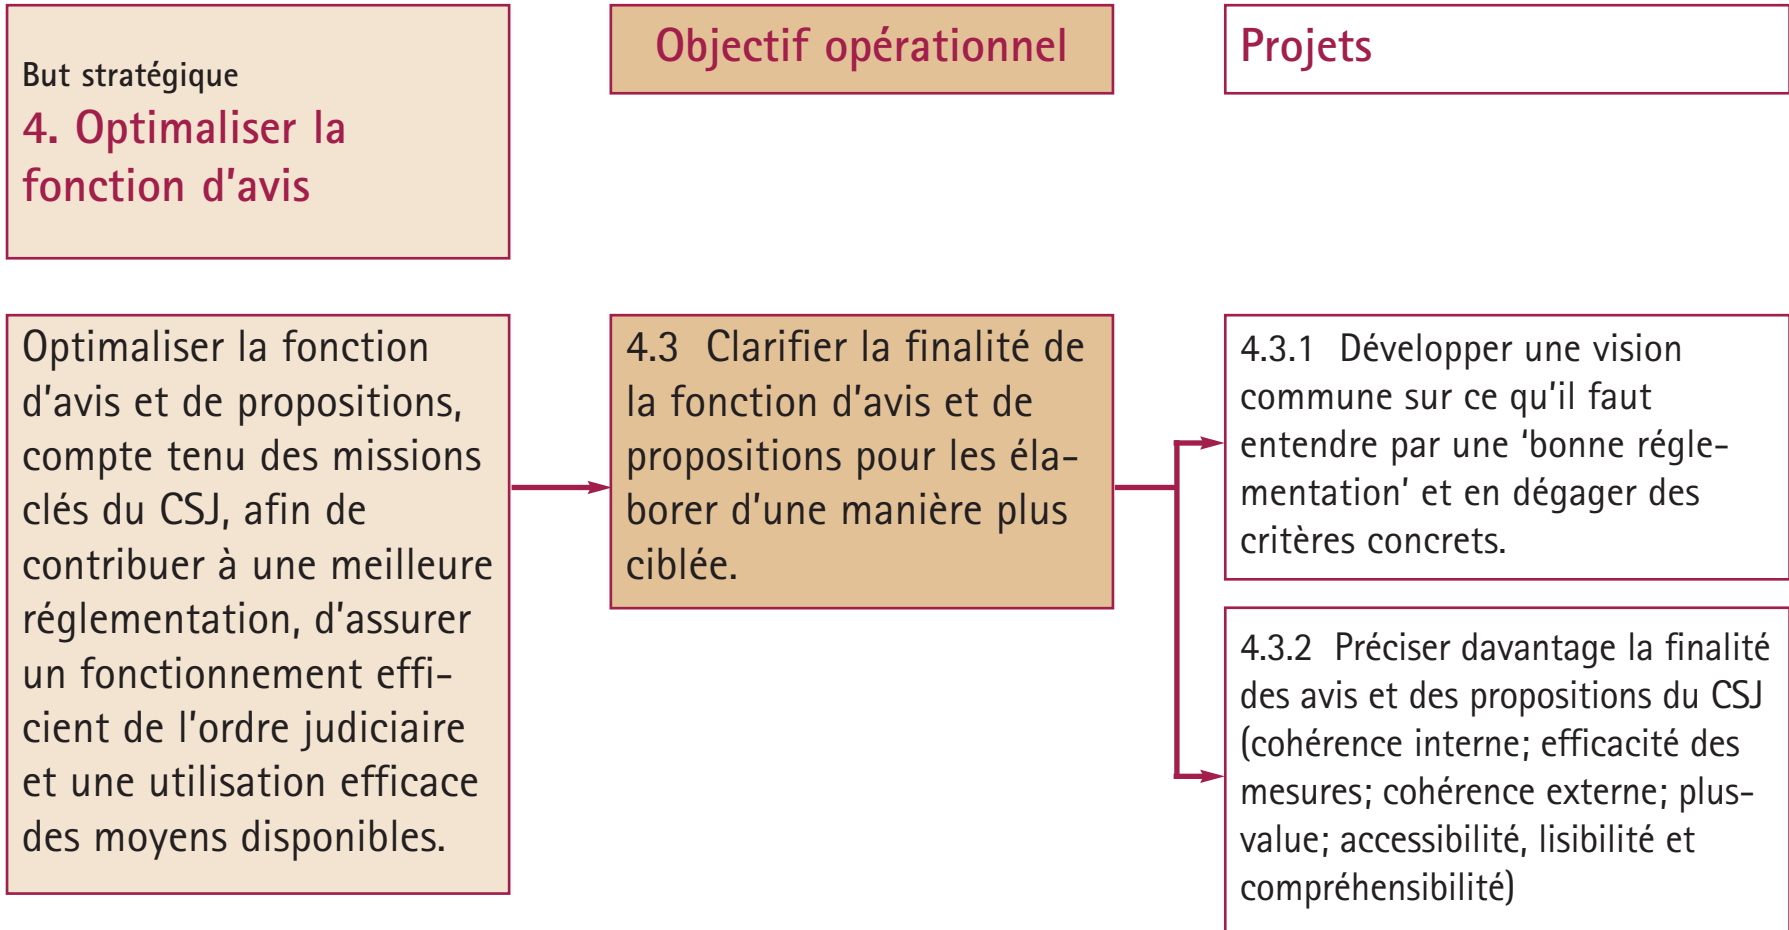 But stratégique
4. Optimaliser la
fonction d'avis
Objectif opérationnel
Projets
Optimaliser la fonction
d'avis et de propositions,
compte tenu des missions
clés du CSJ, afin de
contribuer à une meilleure
réglementation, d'assurer
un fonctionnement effi-
cient de l'ordre judiciaire
et une utilisation efficace
des moyens disponibles.
4.3 Clarifier la finalité de
la fonction d'avis et de
propositions pour les éla-
borer d'une manière plus
ciblée.
4.3.1 Développer une vision
commune sur ce qu'il faut
entendre par une ‘bonne régle-
mentation’ et en dégager des
critères concrets.
4.3.2 Préciser davantage la finalité
des avis et des propositions du CSJ
(cohérence interne; efficacité des
mesures; cohérence externe; plus-
value; accessibilité, lisibilité et
compréhensibilité)